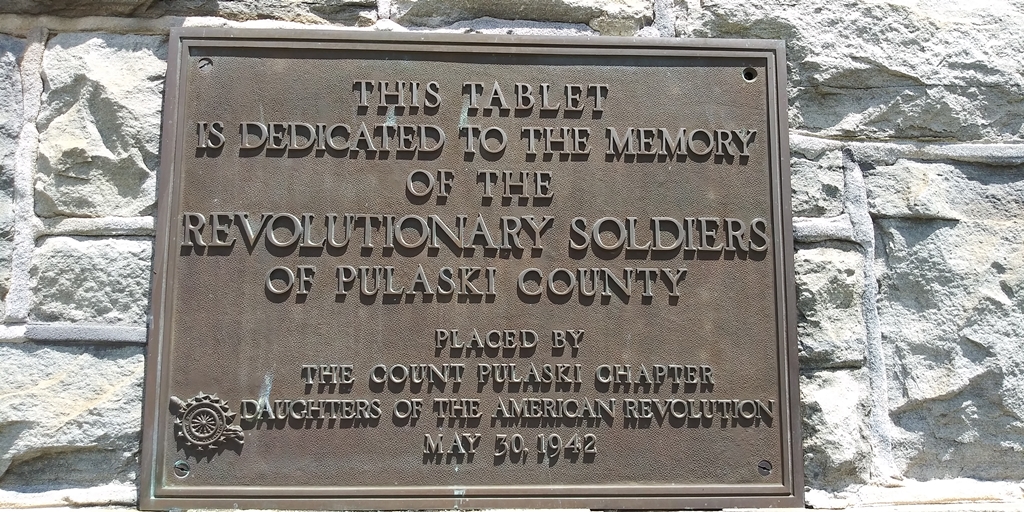 THIS TABLET
IS DEDICATED TO THE MEMORY
OF THE
REVOLUTIONARY SOLDIERS
OF PULASKI COUNTY
PLACED BY
THE COUNT PULASKI CHAPTER
DAUGHTERS OF THE AMERICAN REVOLUTION
MAY 30, 1942